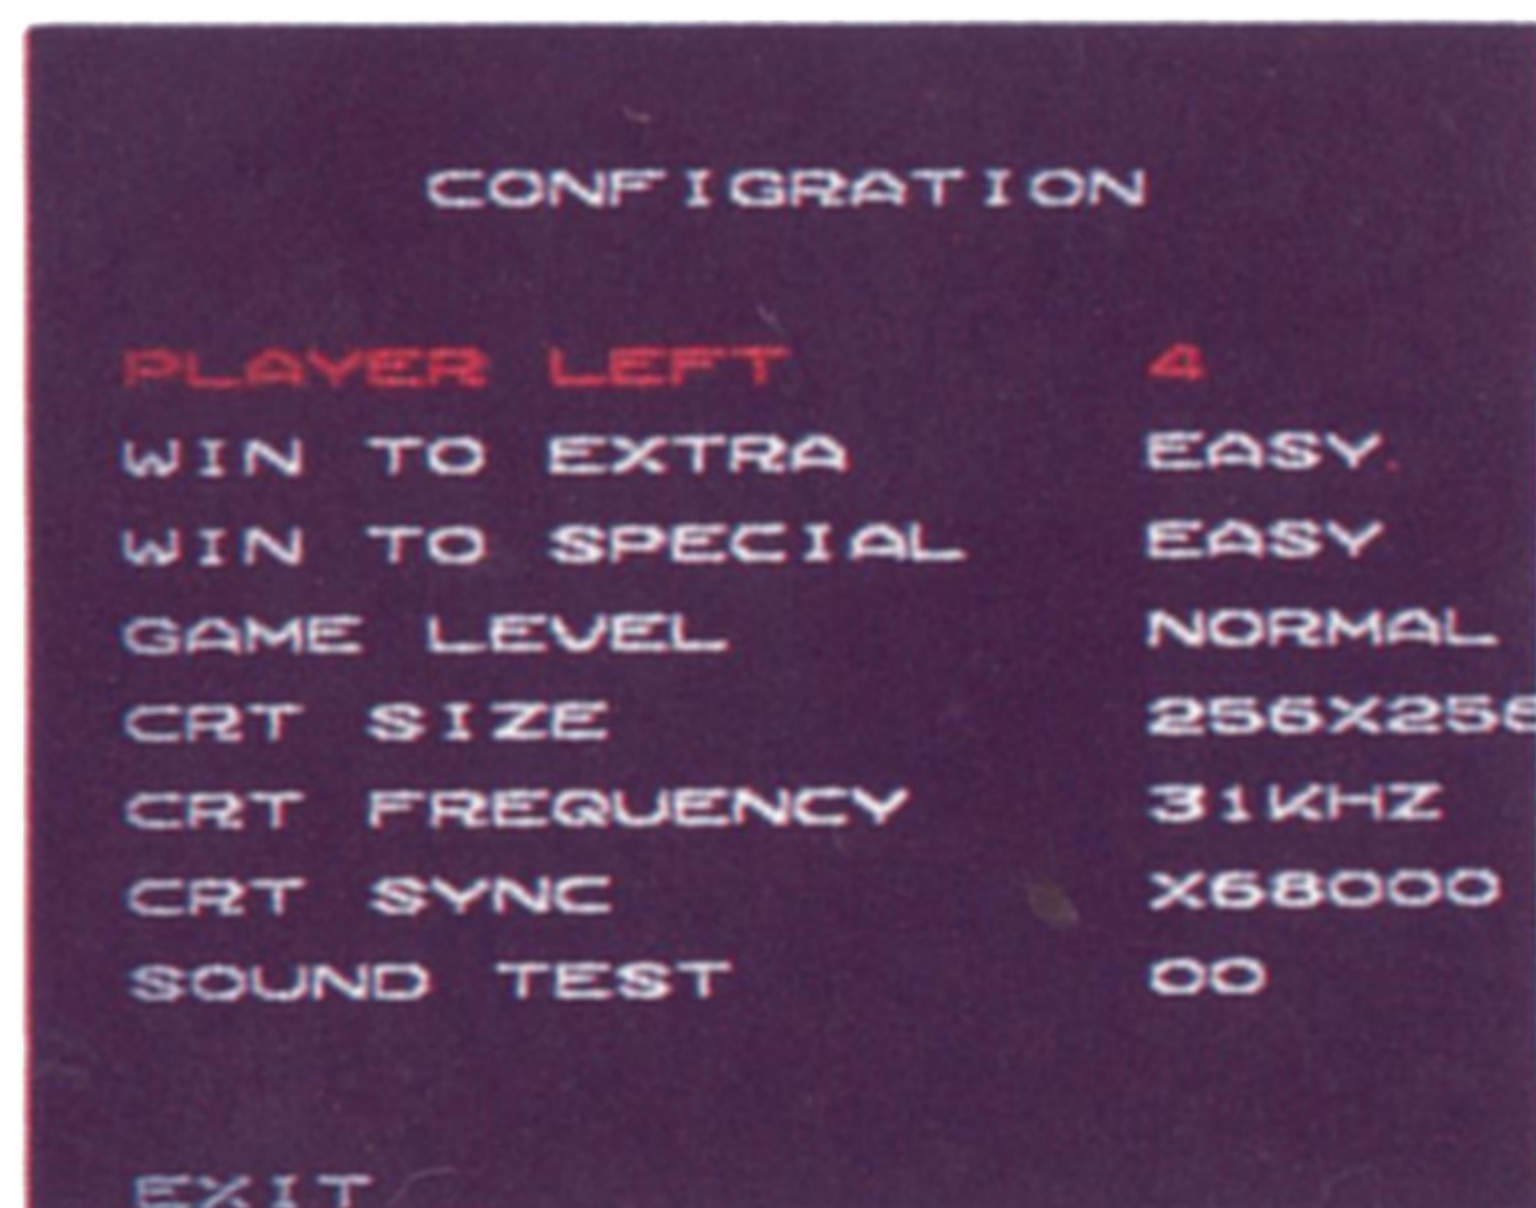 CONFIGRATION
PLAYER LEFT 4
WIN TO EXTRA EASY
WIN TO SPECIAL EASY
GAME LEVEL NORMAL
CRT SIZE 256X256
CRT FREQUENCY 31KHZ
CRT SYNC X68000
SOUND TEST 00
EXIT